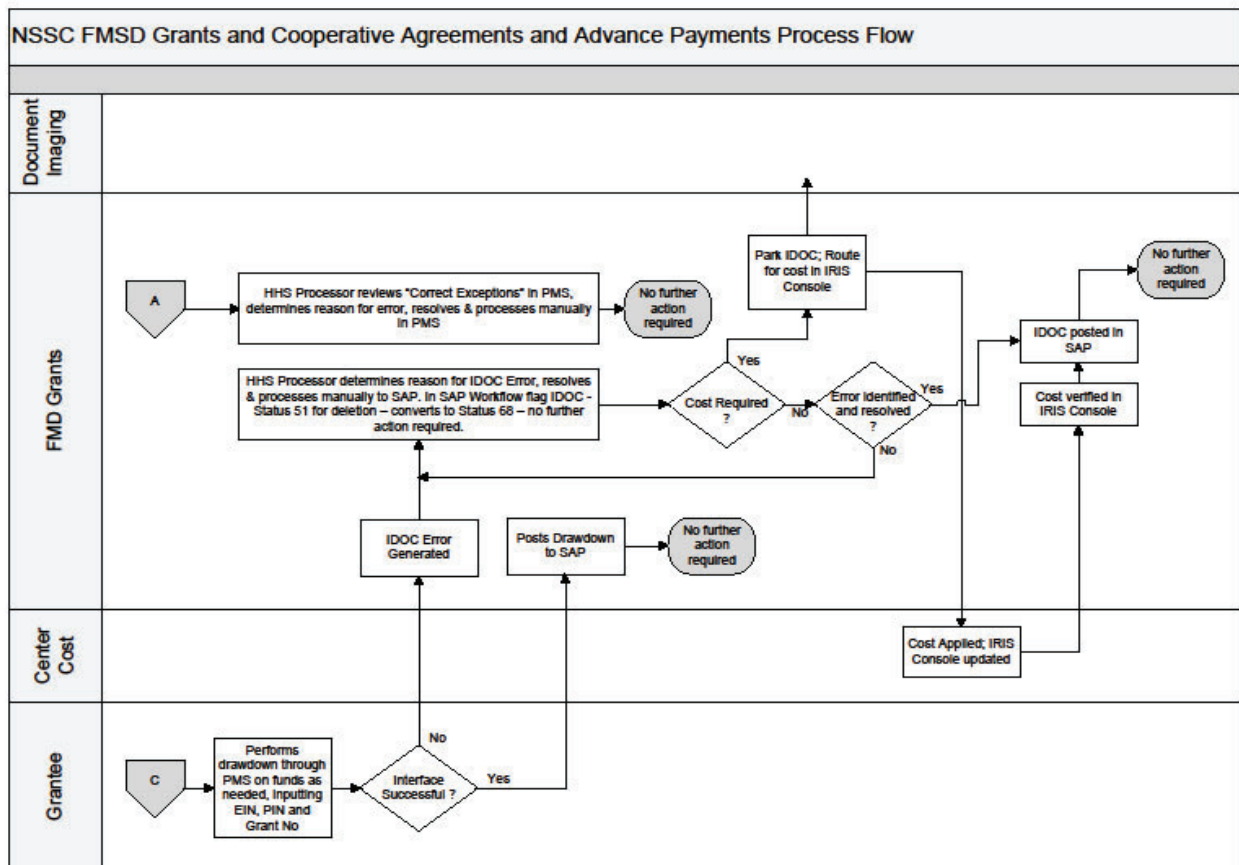 NSSC FMSD Grants and Cooperative Agreements and Advance Payments Process Flow
Document
Imaging
FMD Grants
Park IDOC; Route
for cost in IRIS
Console
No further
action
required
A
HHS Processor reviews "Correct Exceptions" in PMS,
determines reason for error, resolves & processes manually
in PMS
No further
action
required
IDOC posted in
SAP
Yes
HHS Processor determines reason for IDOC Error, resolves
& processes manually to SAP. In SAP Workflow flag IDOC -
Status 51 for deletion – converts to Status 68 – no further
action required.
Cost Required
?
No
Error identified
and resolved
?
Yes
Cost verified in
IRIS Console
No
IDOC Error
Generated
Posts Drawdown
to SAP
No further
action
required
Center
Cost
Cost Applied; IRIS
Console updated
Grantee
No
C
Performs
drawdown through
PMS on funds as
needed, inputting
EIN, PIN and
Grant No
Interface
Successful ?
Yes